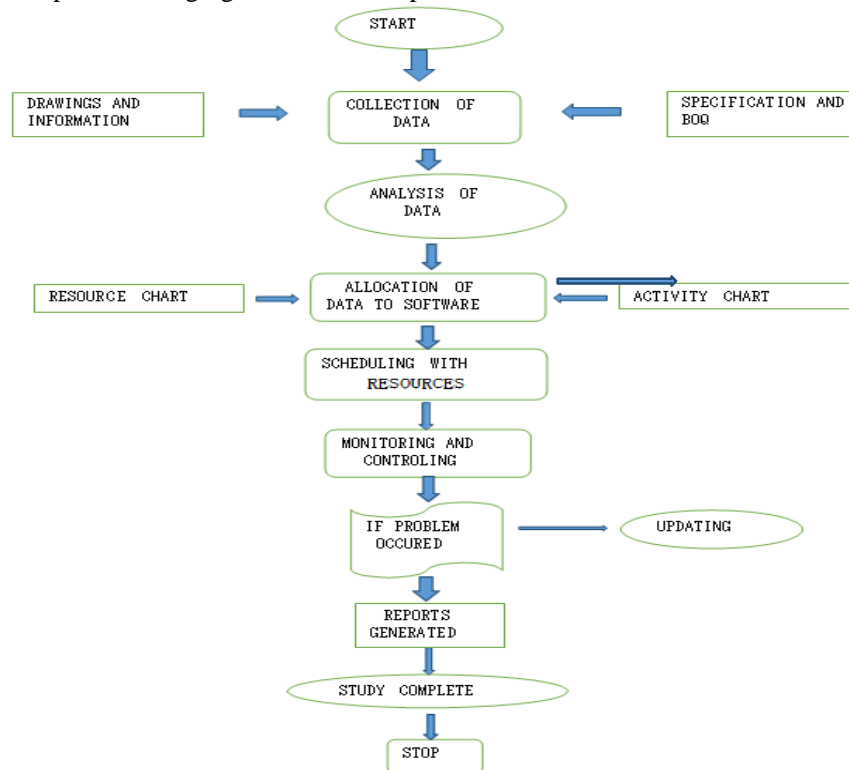 START
DRAWINGS AND
INFORMATION
COLLECTION OF
DATA
SPECIFICATION AND
BOQ
ANALYSIS OF
DATA
RESOURCE CHART
ALLOCATION OF
DATA TO SOFTWARE
ACTIVITY CHART
SCHEDULING WITH
RESOURCES
MONITORING AND
CONTROLING
IF PROBLEM
OCCURED
UPDATING
REPORTS
GENERATED
STUDY COMPLETE
STOP